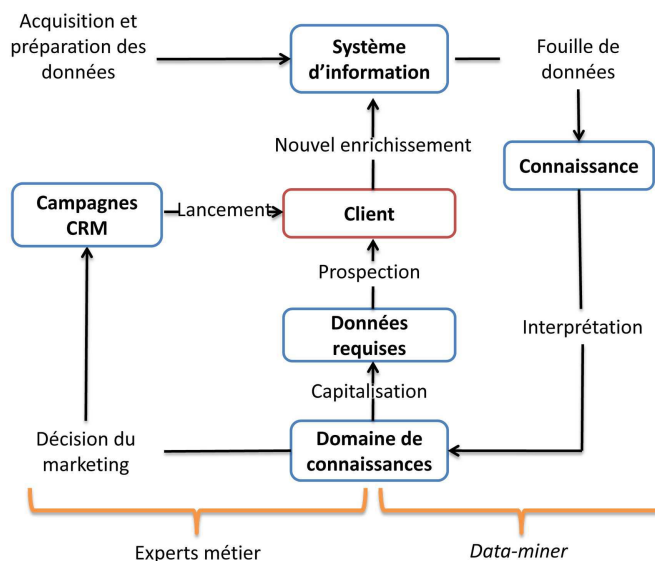 Acquisition et
préparation des
données
Système
d’information
Fouille de
données
Nouvel enrichissement
Connaissance
Campagnes
CRM
Lancement
Client
Prospection
Données
requises
Interprétation
Capitalisation
Décision du
marketing
Domaine de
connaissances
Experts métier
Data-miner